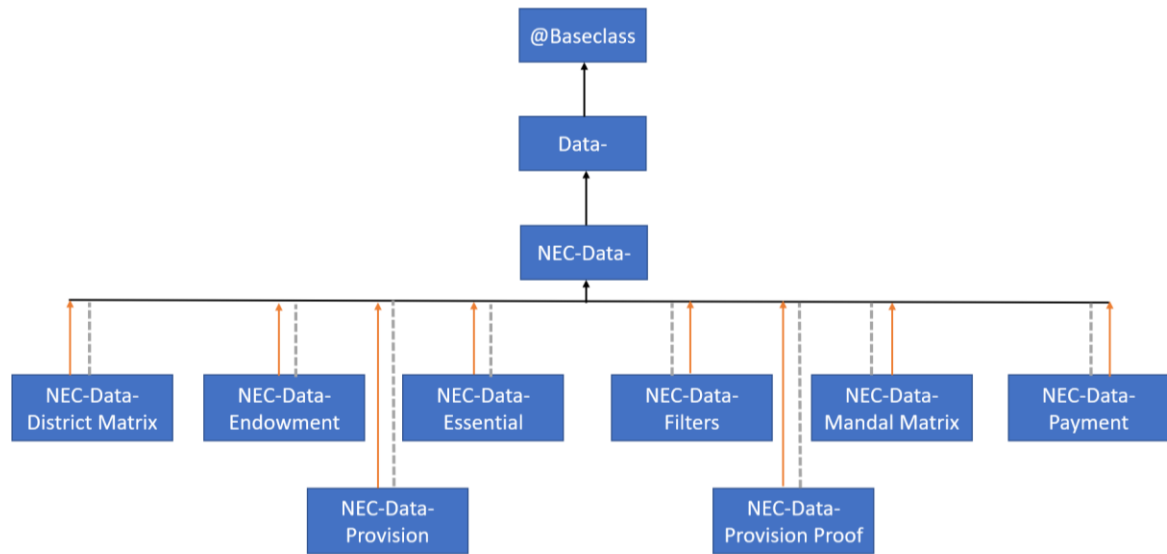 @Baseclass
Data-
NEC-Data-
NEC-Data-
District Matrix
NEC-Data-
Endowment
NEC-Data-
Essential
NEC-Data-
Filters
NEC-Data-
Mandal Matrix
NEC-Data-
Payment
NEC-Data-
Provision
NEC-Data-
Provision Proof